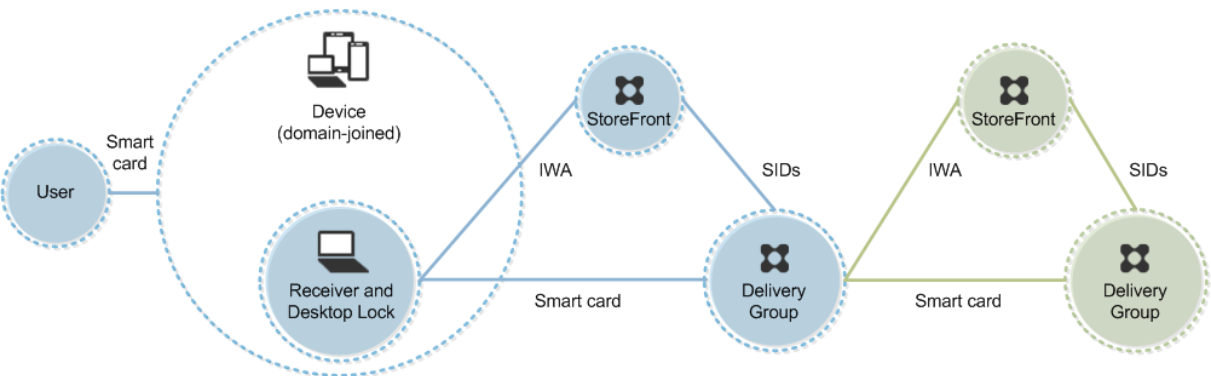 Device
(domain-joined)
Smart
card
User
Receiver and
Desktop Lock
IWA
StoreFront
SIDs
Smart card
Delivery
Group
IWA
StoreFront
SIDs
Smart card
Delivery
Group